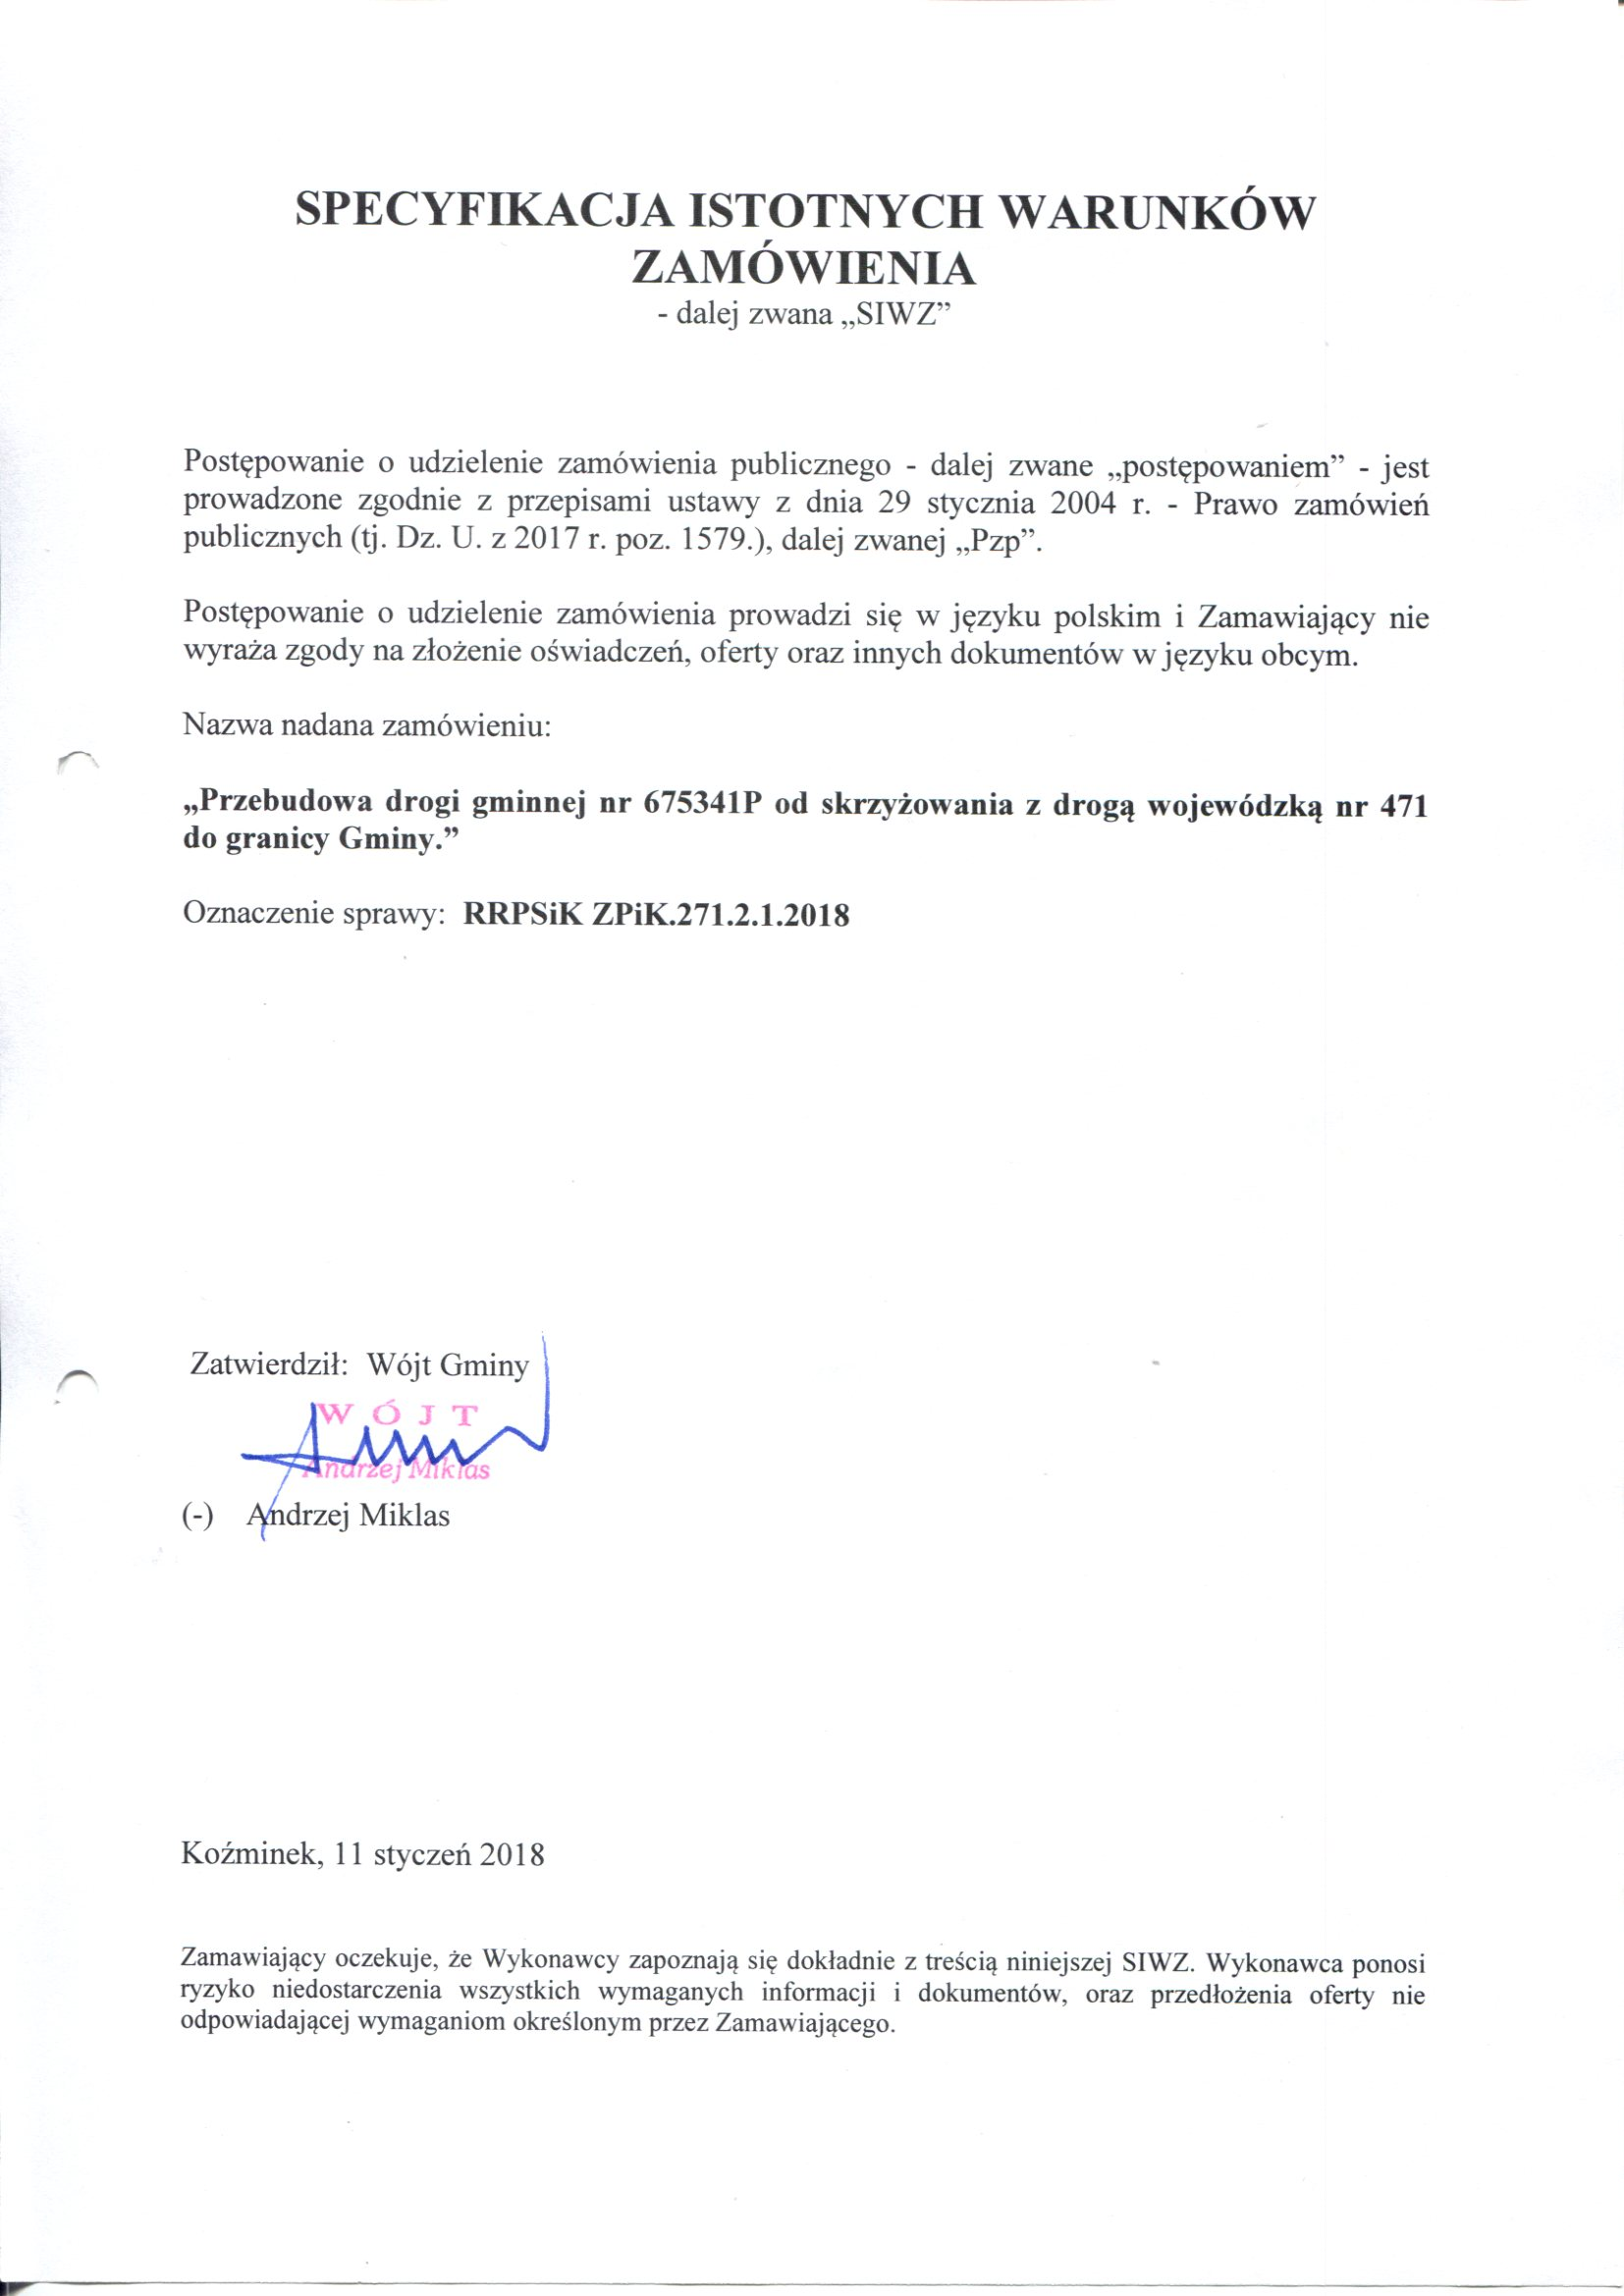 SPECYFIKACJA ISTOTNYCH WARUNKÓW
ZAMÓWIENIA
- dalej zwana „SIWZ”
Postępowanie o udzielenie zamówienia publicznego - dalej zwane „postępowaniem” - jest
prowadzone zgodnie z przepisami ustawy z dnia 29 stycznia 2004 r. - Prawo zamówień
publicznych (tj. Dz. U. z 2017 r. poz. 1579.), dalej zwanej „Pzp”.
Postępowanie o udzielenie zamówienia prowadzi się w języku polskim i Zamawiający nie
wyraża zgody na złożenie oświadczeń, oferty oraz innych dokumentów w języku obcym.
Nazwa nadana zamówieniu:
„Przebudowa drogi gminnej nr 675341P od skrzyżowania z drogą wojewódzką nr 471
do granicy Gminy.”
Oznaczenie sprawy: RRPSiK ZPiK.271.2.1.2018
Zatwierdził: Wójt Gminy
WÓJT
Andrzej Miklas
(-) Andrzej Miklas
Koźminek, 11 styczeń 2018
Zamawiający oczekuje, że Wykonawcy zapoznają się dokładnie z treścią niniejszej SIWZ. Wykonawca ponosi
ryzyko niedostarczenia wszystkich wymaganych informacji i dokumentów, oraz przedłożenia oferty nie
odpowiadającej wymaganiom określonym przez Zamawiającego.